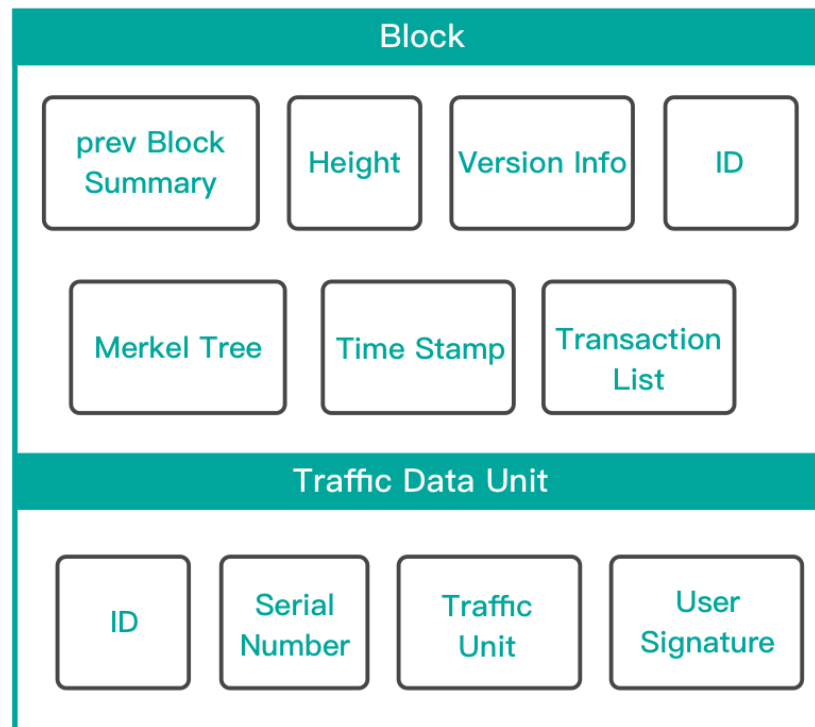 Block
prev Block
Summary
Height
Version Info
ID
Merkel Tree
Time Stamp
Transaction
List
Traffic Data Unit
ID
Serial
Number
Traffic
Unit
User
Signature